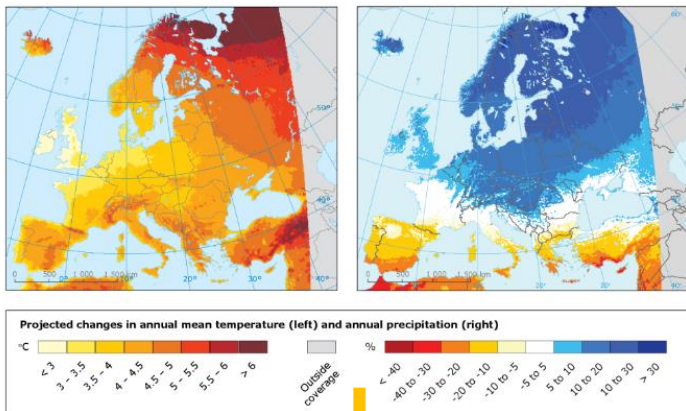 50°
40°
0 500 1 000 1 500 km
0° 10° 20° 30° 40°
0 500 1 000 1 500 km
20° 30° 40°
Projected changes in annual mean temperature (left) and annual precipitation (right)
°C
< 3
3 – 3.5
3.5 – 4
4 – 4.5
4.5 – 5
5 – 5.5
5.5 – 6
> 6
Outside
coverage
%
< -40
-40 to -30
-30 to -20
-20 to -10
-10 to -5
-5 to 5
5 to 10
10 to 20
10 to 30
> 30